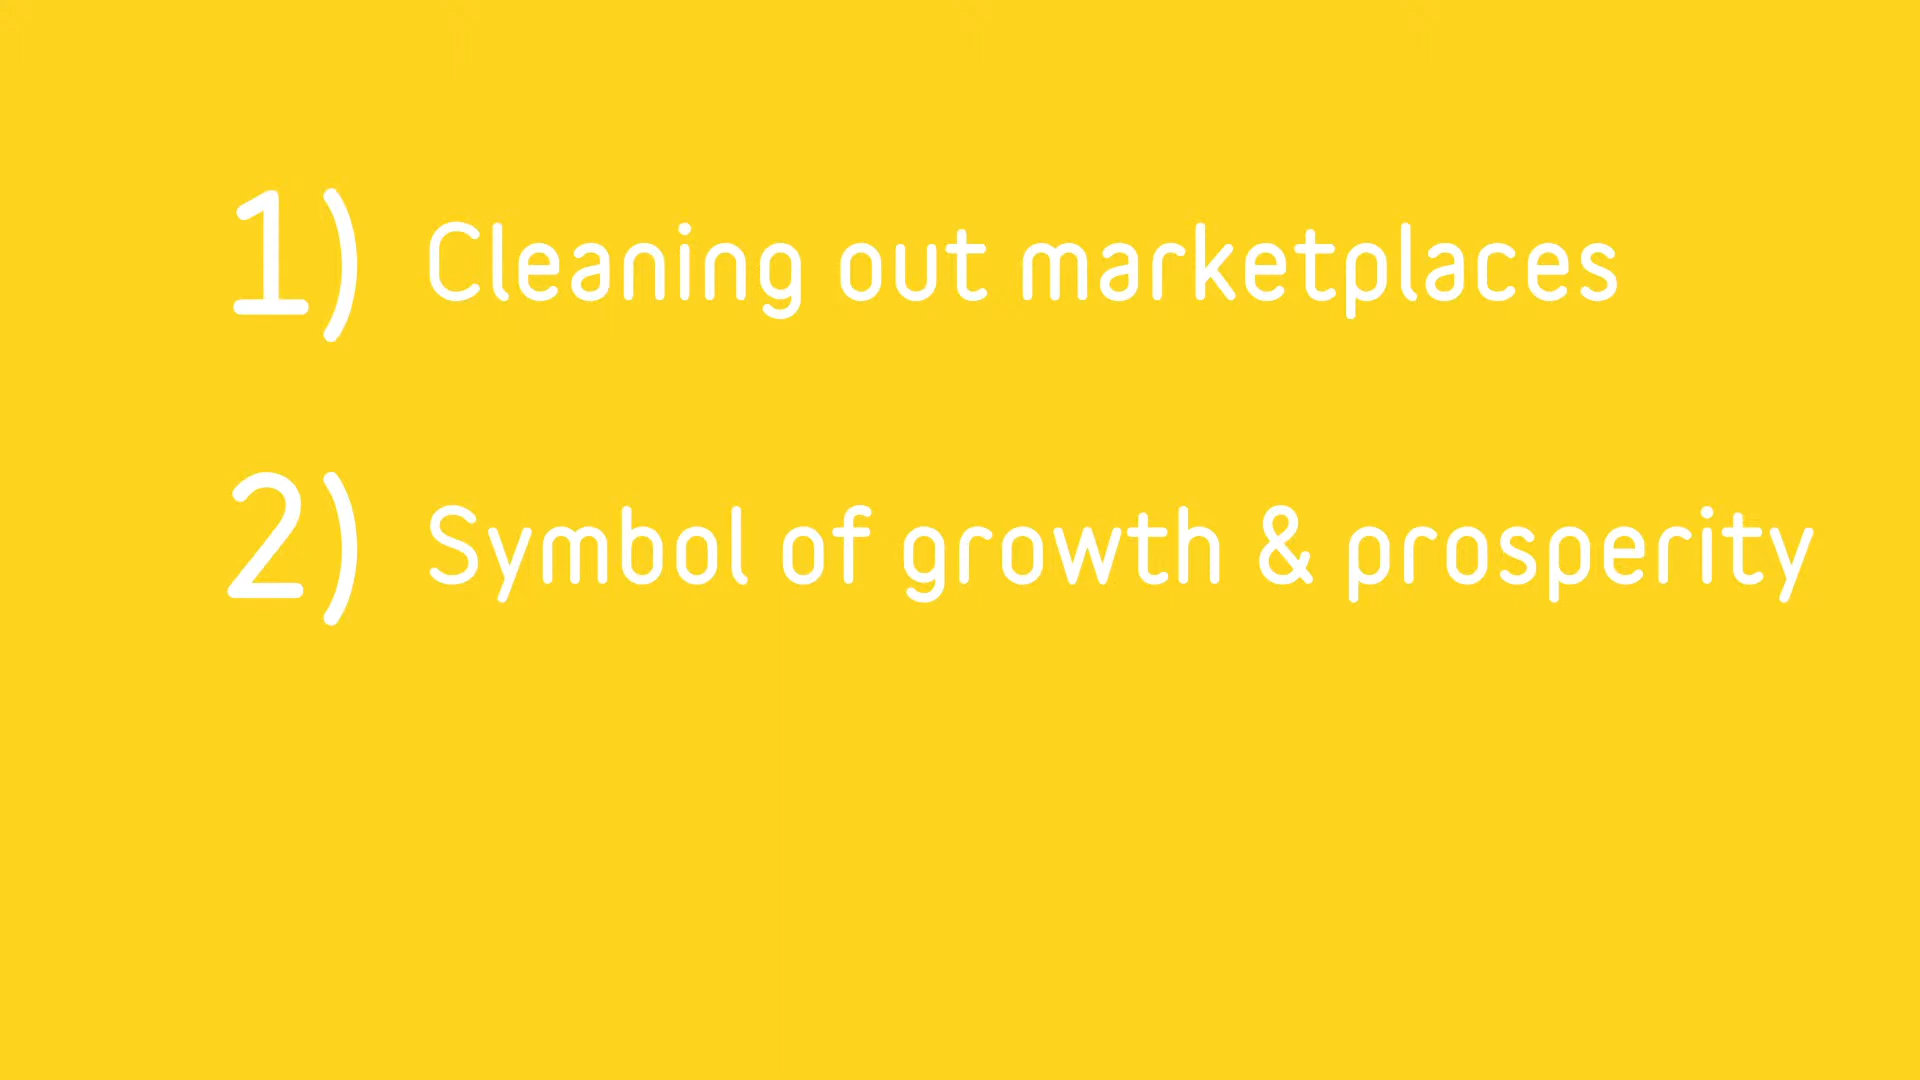 1) Cleaning out marketplaces
2) Symbol of growth & prosperity